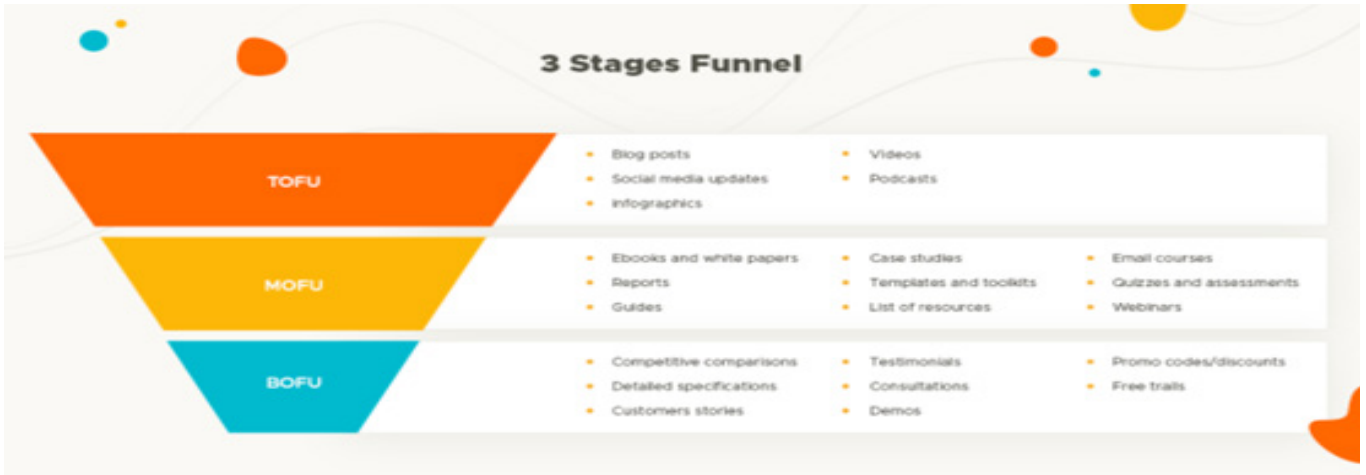 3 Stages Funnel
TOFU
Blog posts
Social media updates
Infographics
Videos
Podcasts
MOFU
Ebooks and white papers
Reports
Guides
Case studies
Templates and toolkits
List of resources
Email courses
Quizzes and assessments
Webinars
BOFU
Competitive comparisons
Detailed specifications
Customers stories
Testimonials
Consultations
Demos
Promo codes/discounts
Free trails